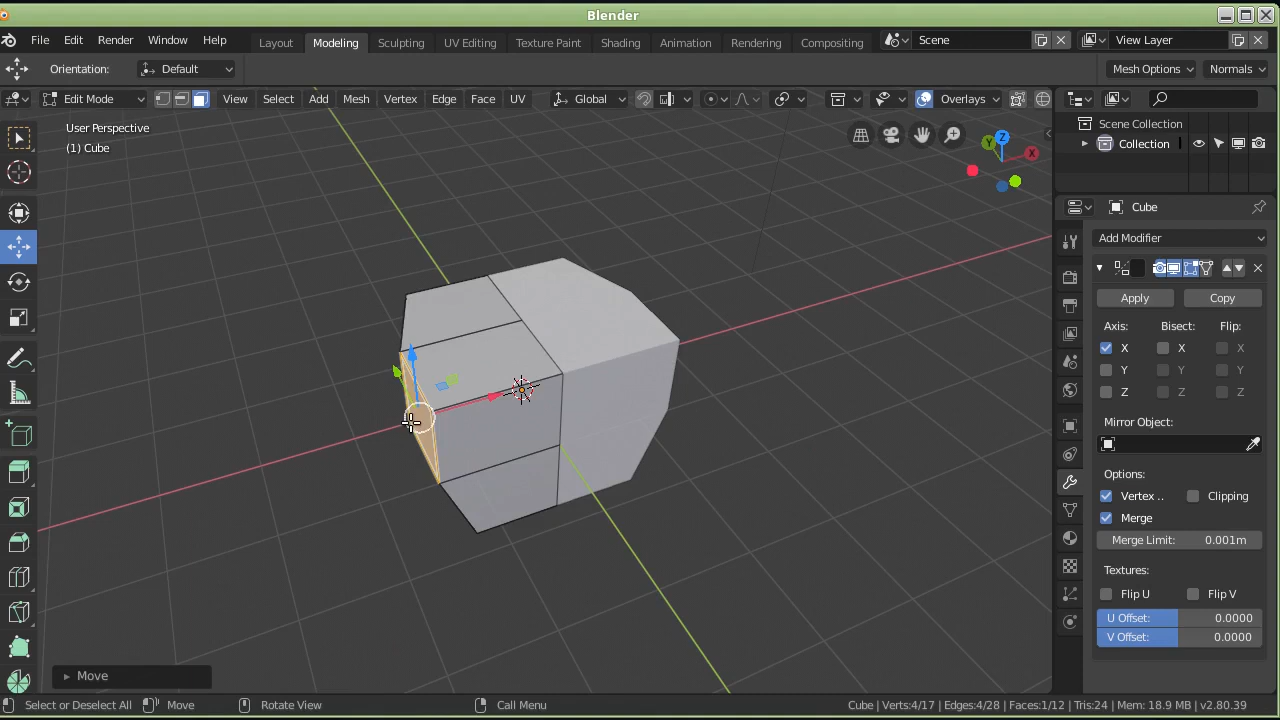 Blender
File Edit Render Window Help Layout Modeling Sculpting UV Editing Texture Paint Shading Animation Rendering Compositing Scene View Layer
Orientation: Default Mesh Options Normals
Edit Mode View Select Add Mesh Vertex Edge Face UV Global Overlays
User Perspective
(1) Cube
Z
Y
X
Scene Collection
Collection
Cube
Add Modifier
Apply Copy
Axis: Bisect: Flip:
X X X
Y Y Y
Z Z Z
Mirror Object:
Options:
Vertex .. Clipping
Merge
Merge Limit: 0.001m
Textures:
Flip U Flip V
U Offset: 0.0000
V Offset: 0.0000
Move
Select or Deselect All Move Rotate View Call Menu Cube | Verts:4/17 | Edges:4/28 | Faces:1/12 | Tris:24 | Mem: 18.9 MB | v2.80.39